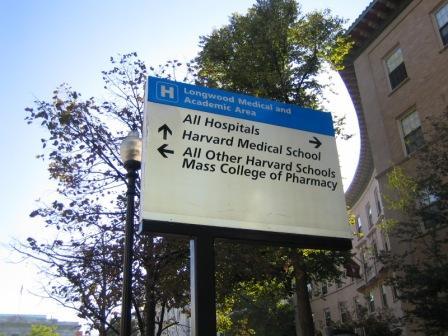 H Longwood Medical and
Academic Area
All Hospitals
Harvard Medical School
All Other Harvard Schools
Mass College of Pharmacy